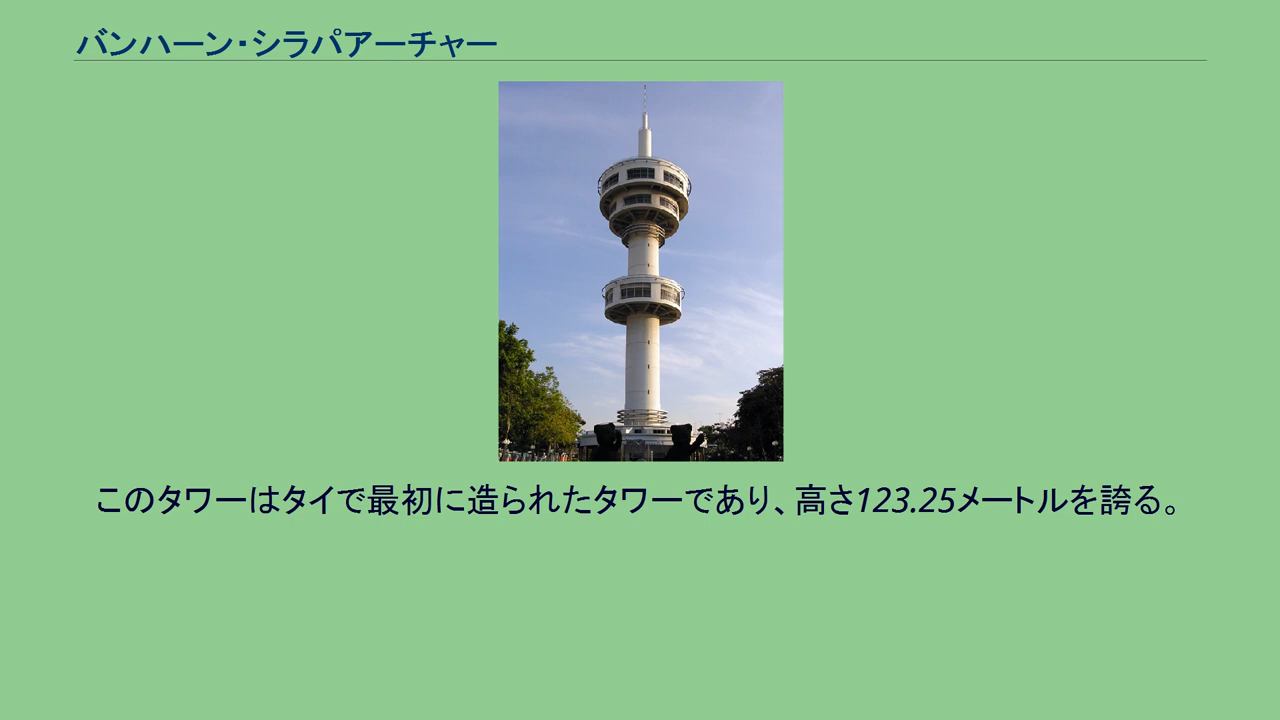 バンハーン・シラパアーチャー
このタワーはタイで最初に造られたタワーであり、高さ123.25メートルを誇る。